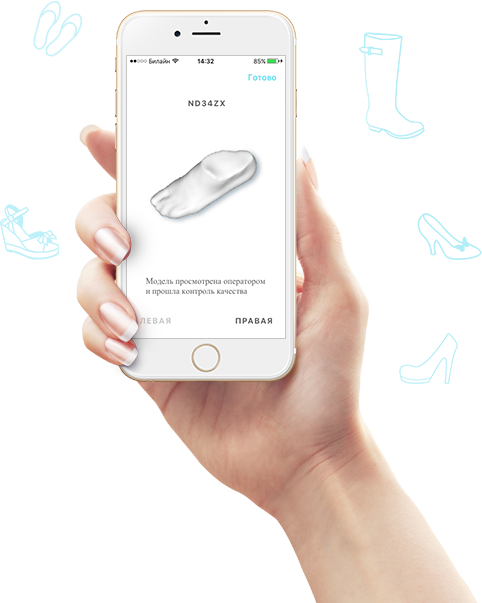 Билайн 14:32 85%
Готово
ND34ZX
Модель просмотрена оператором
и прошла контроль качества
ЛЕВАЯ ПРАВАЯ